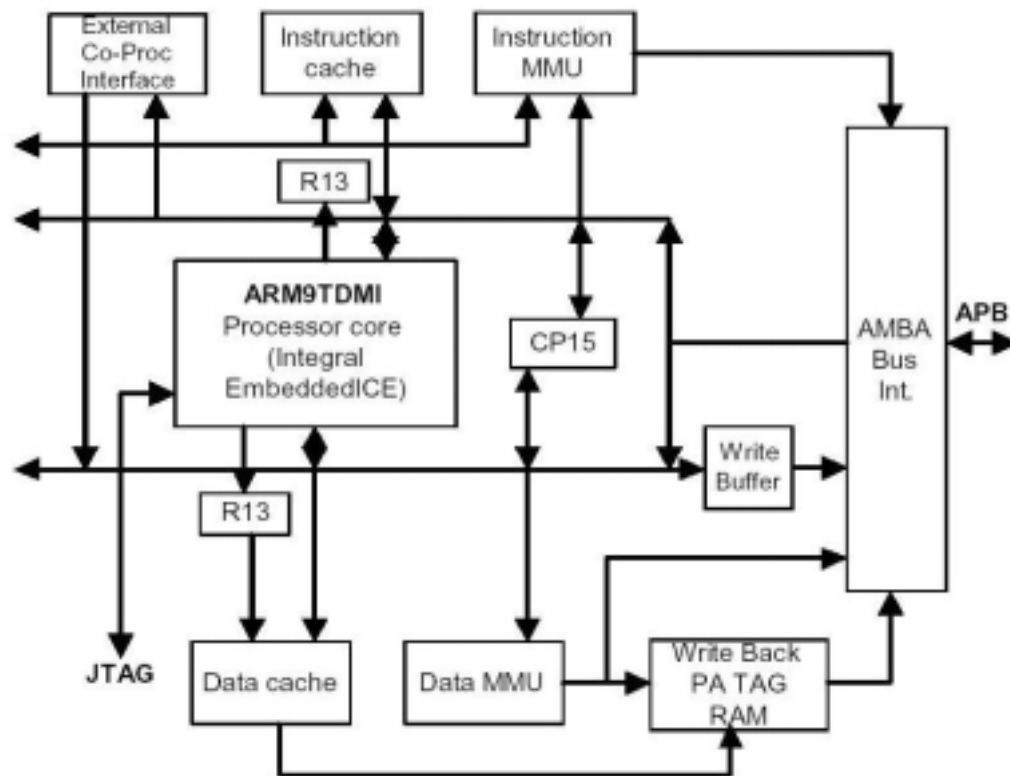 External
Co-Proc
Interface
Instruction
cache
Instruction
MMU
R13
ARM9TDMI
Processor core
(Integral
EmbeddedICE)
CP15
AMBA
Bus
Int.
APB
Write
Buffer
R13
JTAG
Data cache
Data MMU
Write Back
PA TAG
RAM